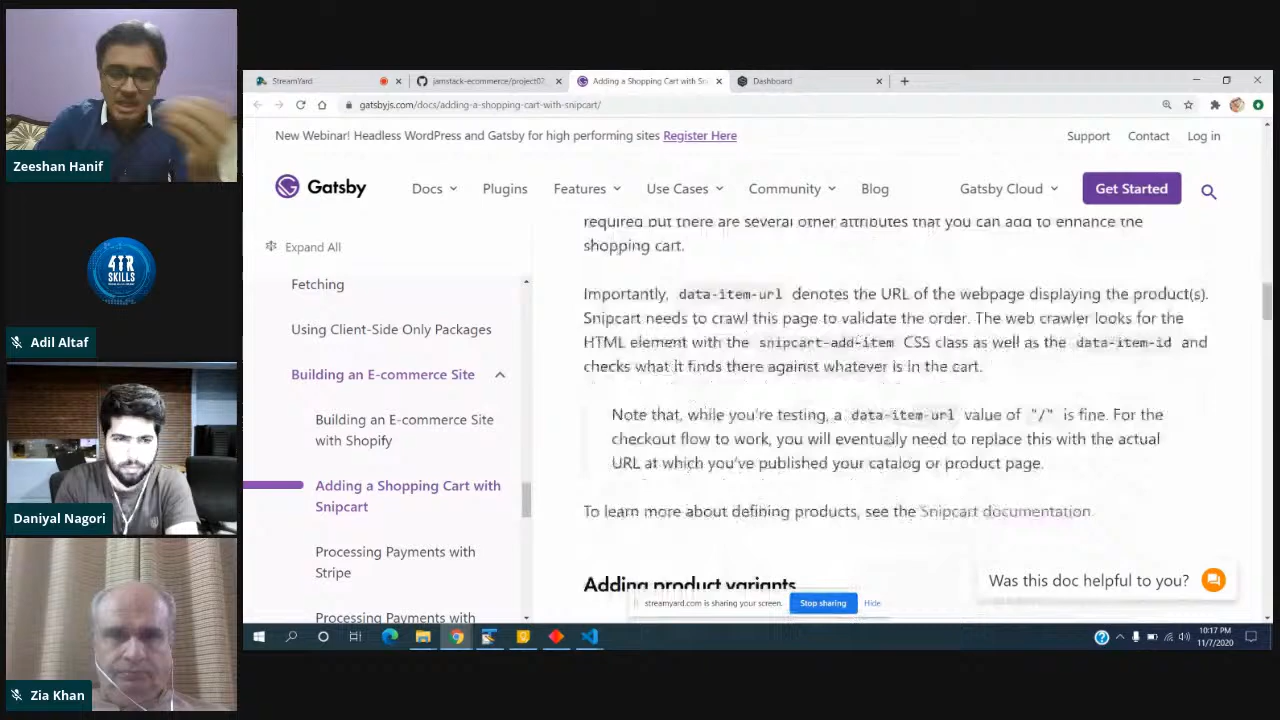 Zeeshan Hanif
4IR
SKILLS
Adil Altaf
Daniyal Nagori
Zia Khan
StreamYard
jamstack-ecommerce/project02
Adding a Shopping Cart with Sni
Dashboard
gatsbyjs.com/docs/adding-a-shopping-cart-with-snipcart/
New Webinar! Headless WordPress and Gatsby for high performing sites Register Here
Support Contact Log in
Gatsby Docs Plugins Features Use Cases Community Blog Gatsby Cloud Get Started
Expand All
Fetching
Using Client-Side Only Packages
Building an E-commerce Site
Building an E-commerce Site
with Shopify
Adding a Shopping Cart with
Snipcart
Processing Payments with
Stripe
Processing Payments with
required but there are several other attributes that you can add to enhance the
shopping cart.
Importantly, data-item-url denotes the URL of the webpage displaying the product(s).
Snipcart needs to crawl this page to validate the order. The web crawler looks for the
HTML element with the snipcart-add-item CSS class as well as the data-item-id and
checks what it finds there against whatever is in the cart.
Note that, while you're testing, a data-item-url value of "/" is fine. For the
checkout flow to work, you will eventually need to replace this with the actual
URL at which you've published your catalog or product page.
To learn more about defining products, see the Snipcart documentation.
Adding product variants
Was this doc helpful to you?
streamyard.com is sharing your screen.
Stop sharing
Hide
10:17 PM
11/7/2020